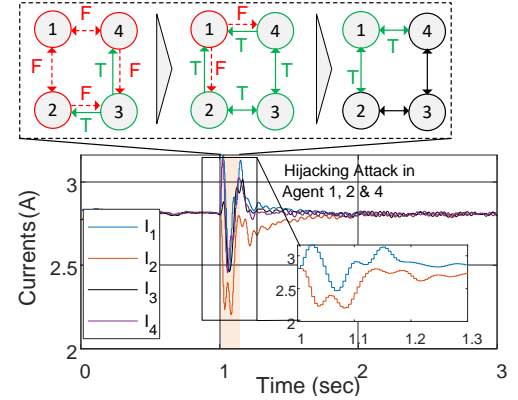 1 F 4
F T F
2 F T 3
1 F T 4
T F T
2 T 3
1 T 4
T
2 3
Hijacking Attack in
Agent 1, 2 & 4
Currents (A)
3
2.5
2
I1
I2
I3
I4
3
2.5
2
1 1.1 1.2 1.3
0 1 2 3
Time (sec)